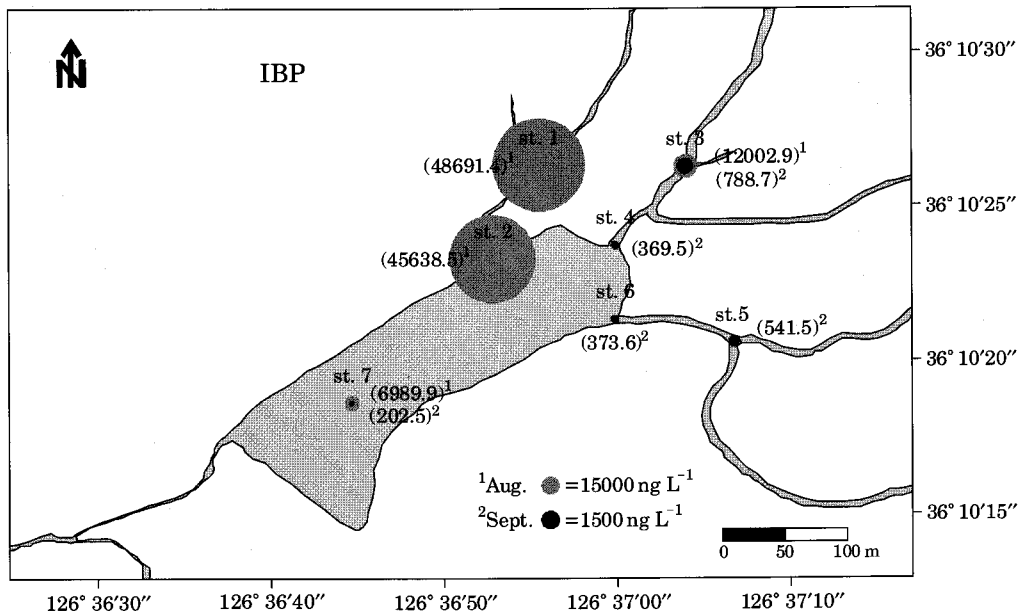 N
IBP
36° 10′30″
st. 1
st. 3
(48691.4)¹
(12002.9)¹
(788.7)²
36° 10′25″
st. 2
st. 4
(45638.5)¹
(369.5)²
st. 6
st.5
(541.5)²
(373.6)²
36° 10′20″
st. 7
(6989.9)¹
(202.5)²
¹Aug. =15000 ng L⁻¹
²Sept. =1500 ng L⁻¹
36° 10′15″
0 50 100 m
126° 36′30″ 126° 36′40″ 126° 36′50″ 126° 37′00″ 126° 37′10″